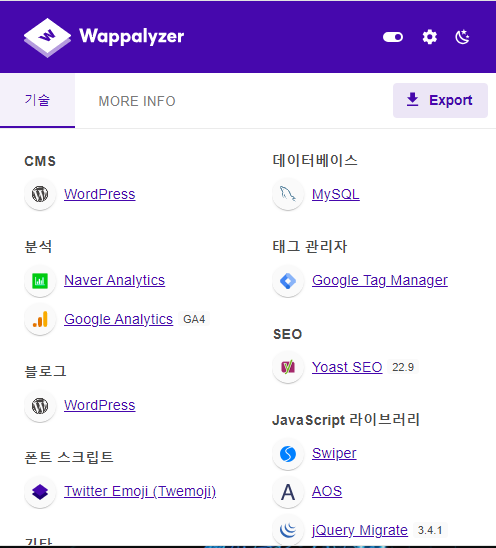 Wappalyzer
기술
MORE INFO
Export
CMS
WordPress
분석
Naver Analytics
Google Analytics GA4
블로그
WordPress
폰트 스크립트
Twitter Emoji (Twemoji)
기타
데이터베이스
MySQL
태그 관리자
Google Tag Manager
SEO
Yoast SEO 22.9
JavaScript 라이브러리
Swiper
AOS
jQuery Migrate 3.4.1